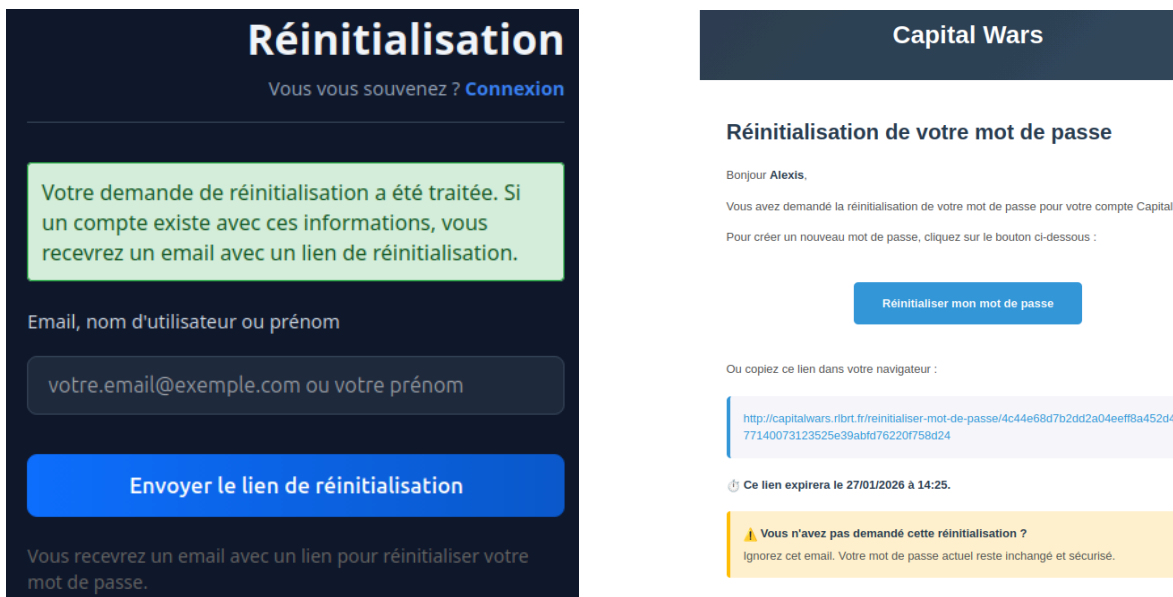 Réinitialisation
Vous vous souvenez ? Connexion
Votre demande de réinitialisation a été traitée. Si
un compte existe avec ces informations, vous
recevrez un email avec un lien de réinitialisation.
Email, nom d'utilisateur ou prénom
votre.email@exemple.com ou votre prénom
Envoyer le lien de réinitialisation
Vous recevrez un email avec un lien pour réinitialiser votre
mot de passe.
Capital Wars
Réinitialisation de votre mot de passe
Bonjour Alexis,
Vous avez demandé la réinitialisation de votre mot de passe pour votre compte Capital
Pour créer un nouveau mot de passe, cliquez sur le bouton ci-dessous :
Réinitialiser mon mot de passe
Ou copiez ce lien dans votre navigateur :
http://capitalwars.rlbrt.fr/reinitialiser-mot-de-passe/4c44e68d7b2dd2a04eeff8a452d4
77140073123525e39abfd76220f758d24
⏱️ Ce lien expirera le 27/01/2026 à 14:25.
⚠️ Vous n'avez pas demandé cette réinitialisation ?
Ignorez cet email. Votre mot de passe actuel reste inchangé et sécurisé.